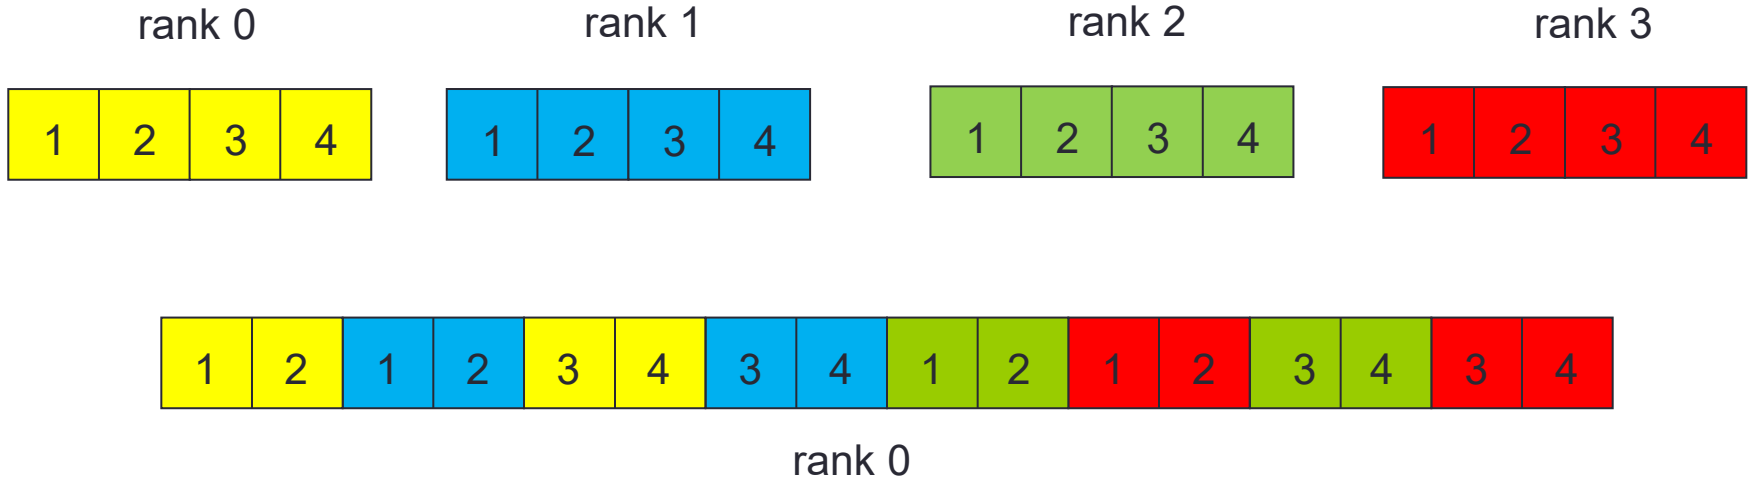 rank 0 rank 1 rank 2 rank 3
1 2 3 4 1 2 3 4 1 2 3 4 1 2 3 4
1 2 1 2 3 4 3 4 1 2 1 2 3 4 3 4
rank 0